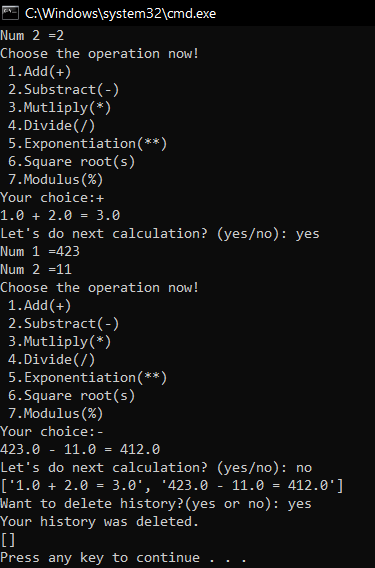 C:\Windows\system32\cmd.exe
Num 2 =2
Choose the operation now!
1.Add(+)
2.Substract(-)
3.Mutliply(*)
4.Divide(/)
5.Exponentiation(**)
6.Square root(s)
7.Modulus(%)
Your choice:+
1.0 + 2.0 = 3.0
Let's do next calculation? (yes/no): yes
Num 1 =423
Num 2 =11
Choose the operation now!
1.Add(+)
2.Substract(-)
3.Mutliply(*)
4.Divide(/)
5.Exponentiation(**)
6.Square root(s)
7.Modulus(%)
Your choice:-
423.0 - 11.0 = 412.0
Let's do next calculation? (yes/no): no
['1.0 + 2.0 = 3.0', '423.0 - 11.0 = 412.0']
Want to delete history?(yes or no): yes
Your history was deleted.
[]
Press any key to continue . . .